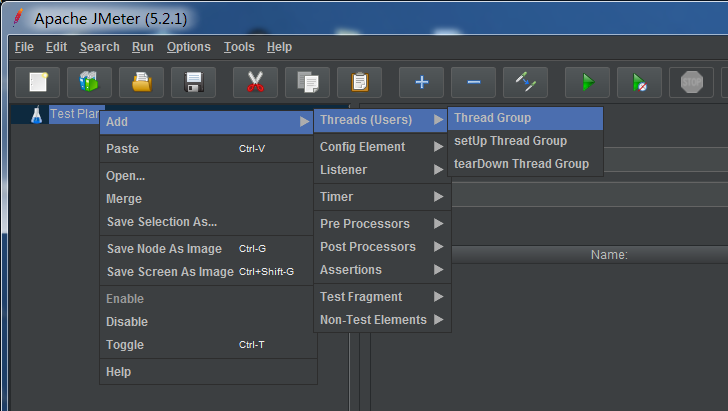 Apache JMeter (5.2.1)
File Edit Search Run Options Tools Help
STOP
Test Plan
Add
Paste Ctrl-V
Open...
Merge
Save Selection As...
Save Node As Image Ctrl-G
Save Screen As Image Ctrl+Shift-G
Enable
Disable
Toggle Ctrl-T
Help
Threads (Users)
Config Element
Listener
Timer
Pre Processors
Post Processors
Assertions
Test Fragment
Non-Test Elements
Thread Group
setUp Thread Group
tearDown Thread Group
Name: